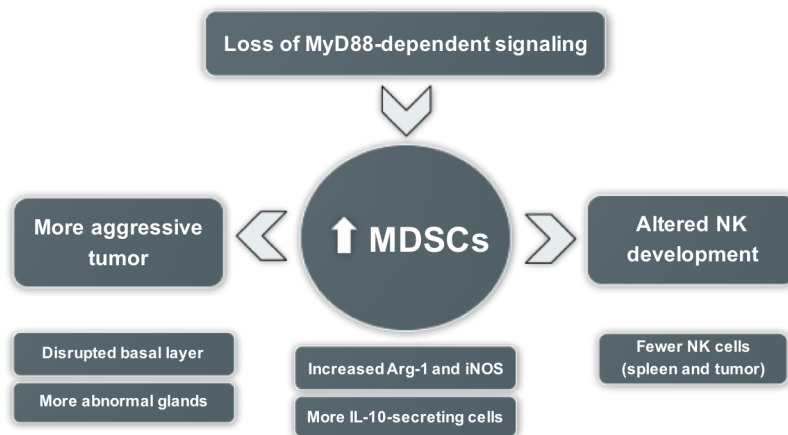 Loss of MyD88-dependent signaling
More aggressive
tumor
MDSCs
Altered NK
development
Disrupted basal layer
More abnormal glands
Increased Arg-1 and iNOS
More IL-10-secreting cells
Fewer NK cells
(spleen and tumor)